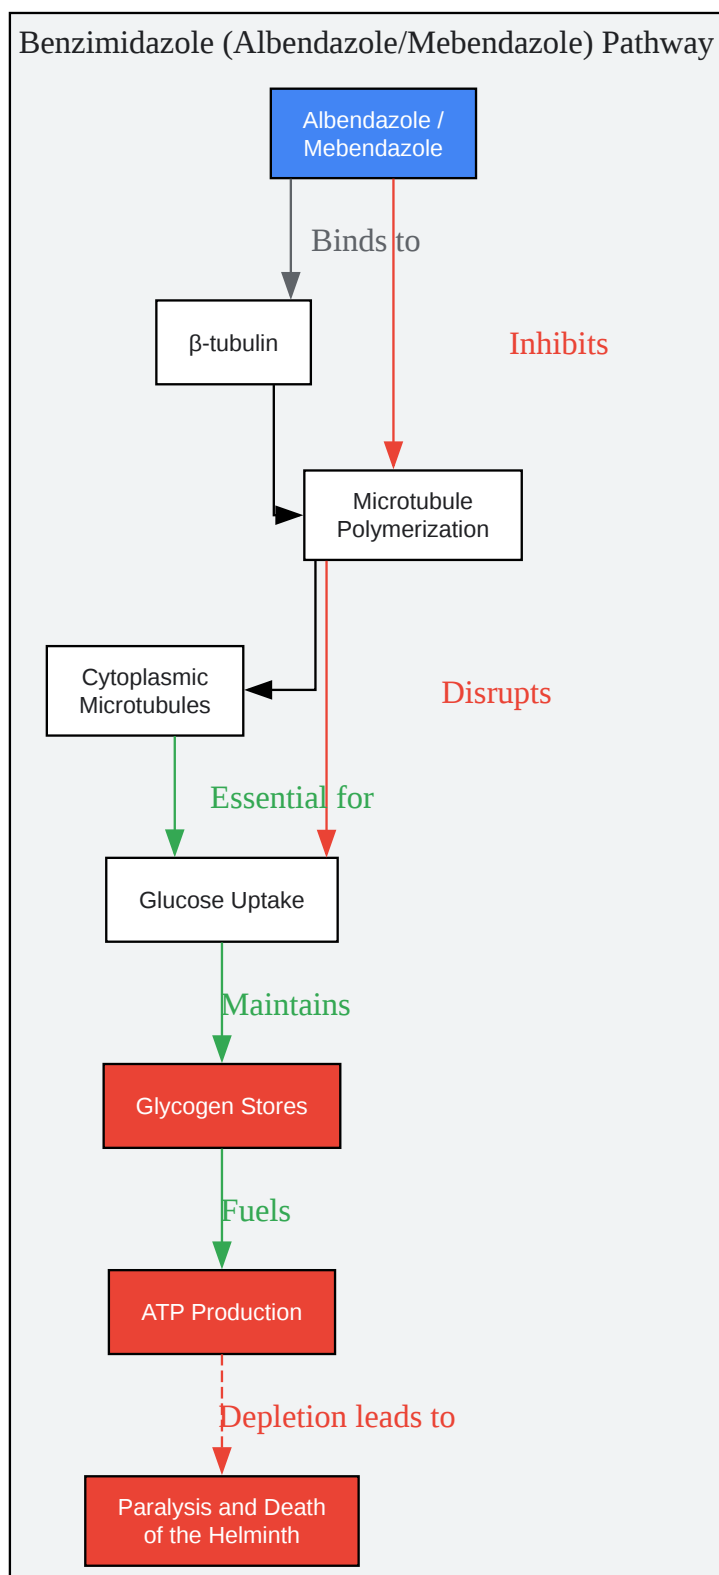 Benzimidazole (Albendazole/Mebendazole) Pathway
Albendazole /
Mebendazole
Binds to
β-tubulin
Inhibits
Microtubule
Polymerization
Cytoplasmic
Microtubules
Disrupts
Essential for
Glucose Uptake
Maintains
Glycogen Stores
Fuels
ATP Production
Depletion leads to
Paralysis and Death
of the Helminth